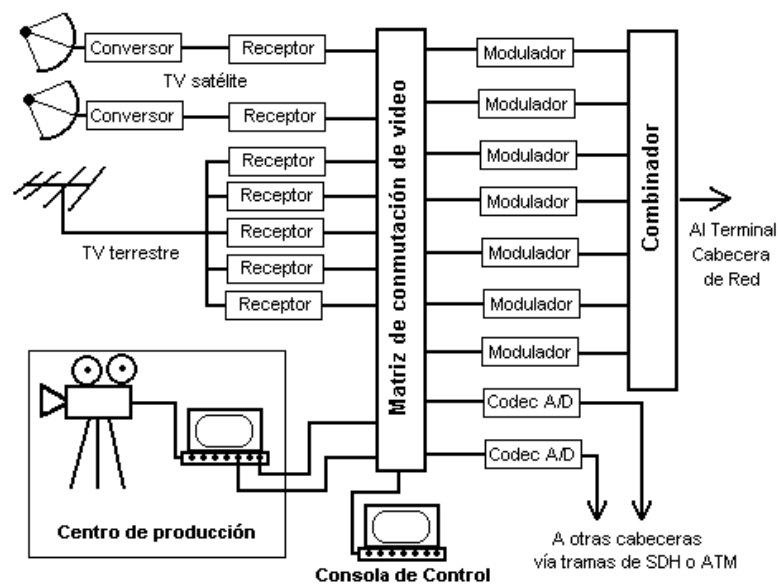 Conversor
Receptor
TV satélite
Conversor
Receptor
Receptor
Receptor
Receptor
Receptor
Receptor
TV terrestre
Matriz de conmutación de video
Modulador
Modulador
Modulador
Modulador
Modulador
Modulador
Modulador
Codec A/D
Codec A/D
Combinador
Al Terminal
Cabecera
de Red
Centro de producción
Consola de Control
A otras cabeceras
vía tramas de SDH o ATM